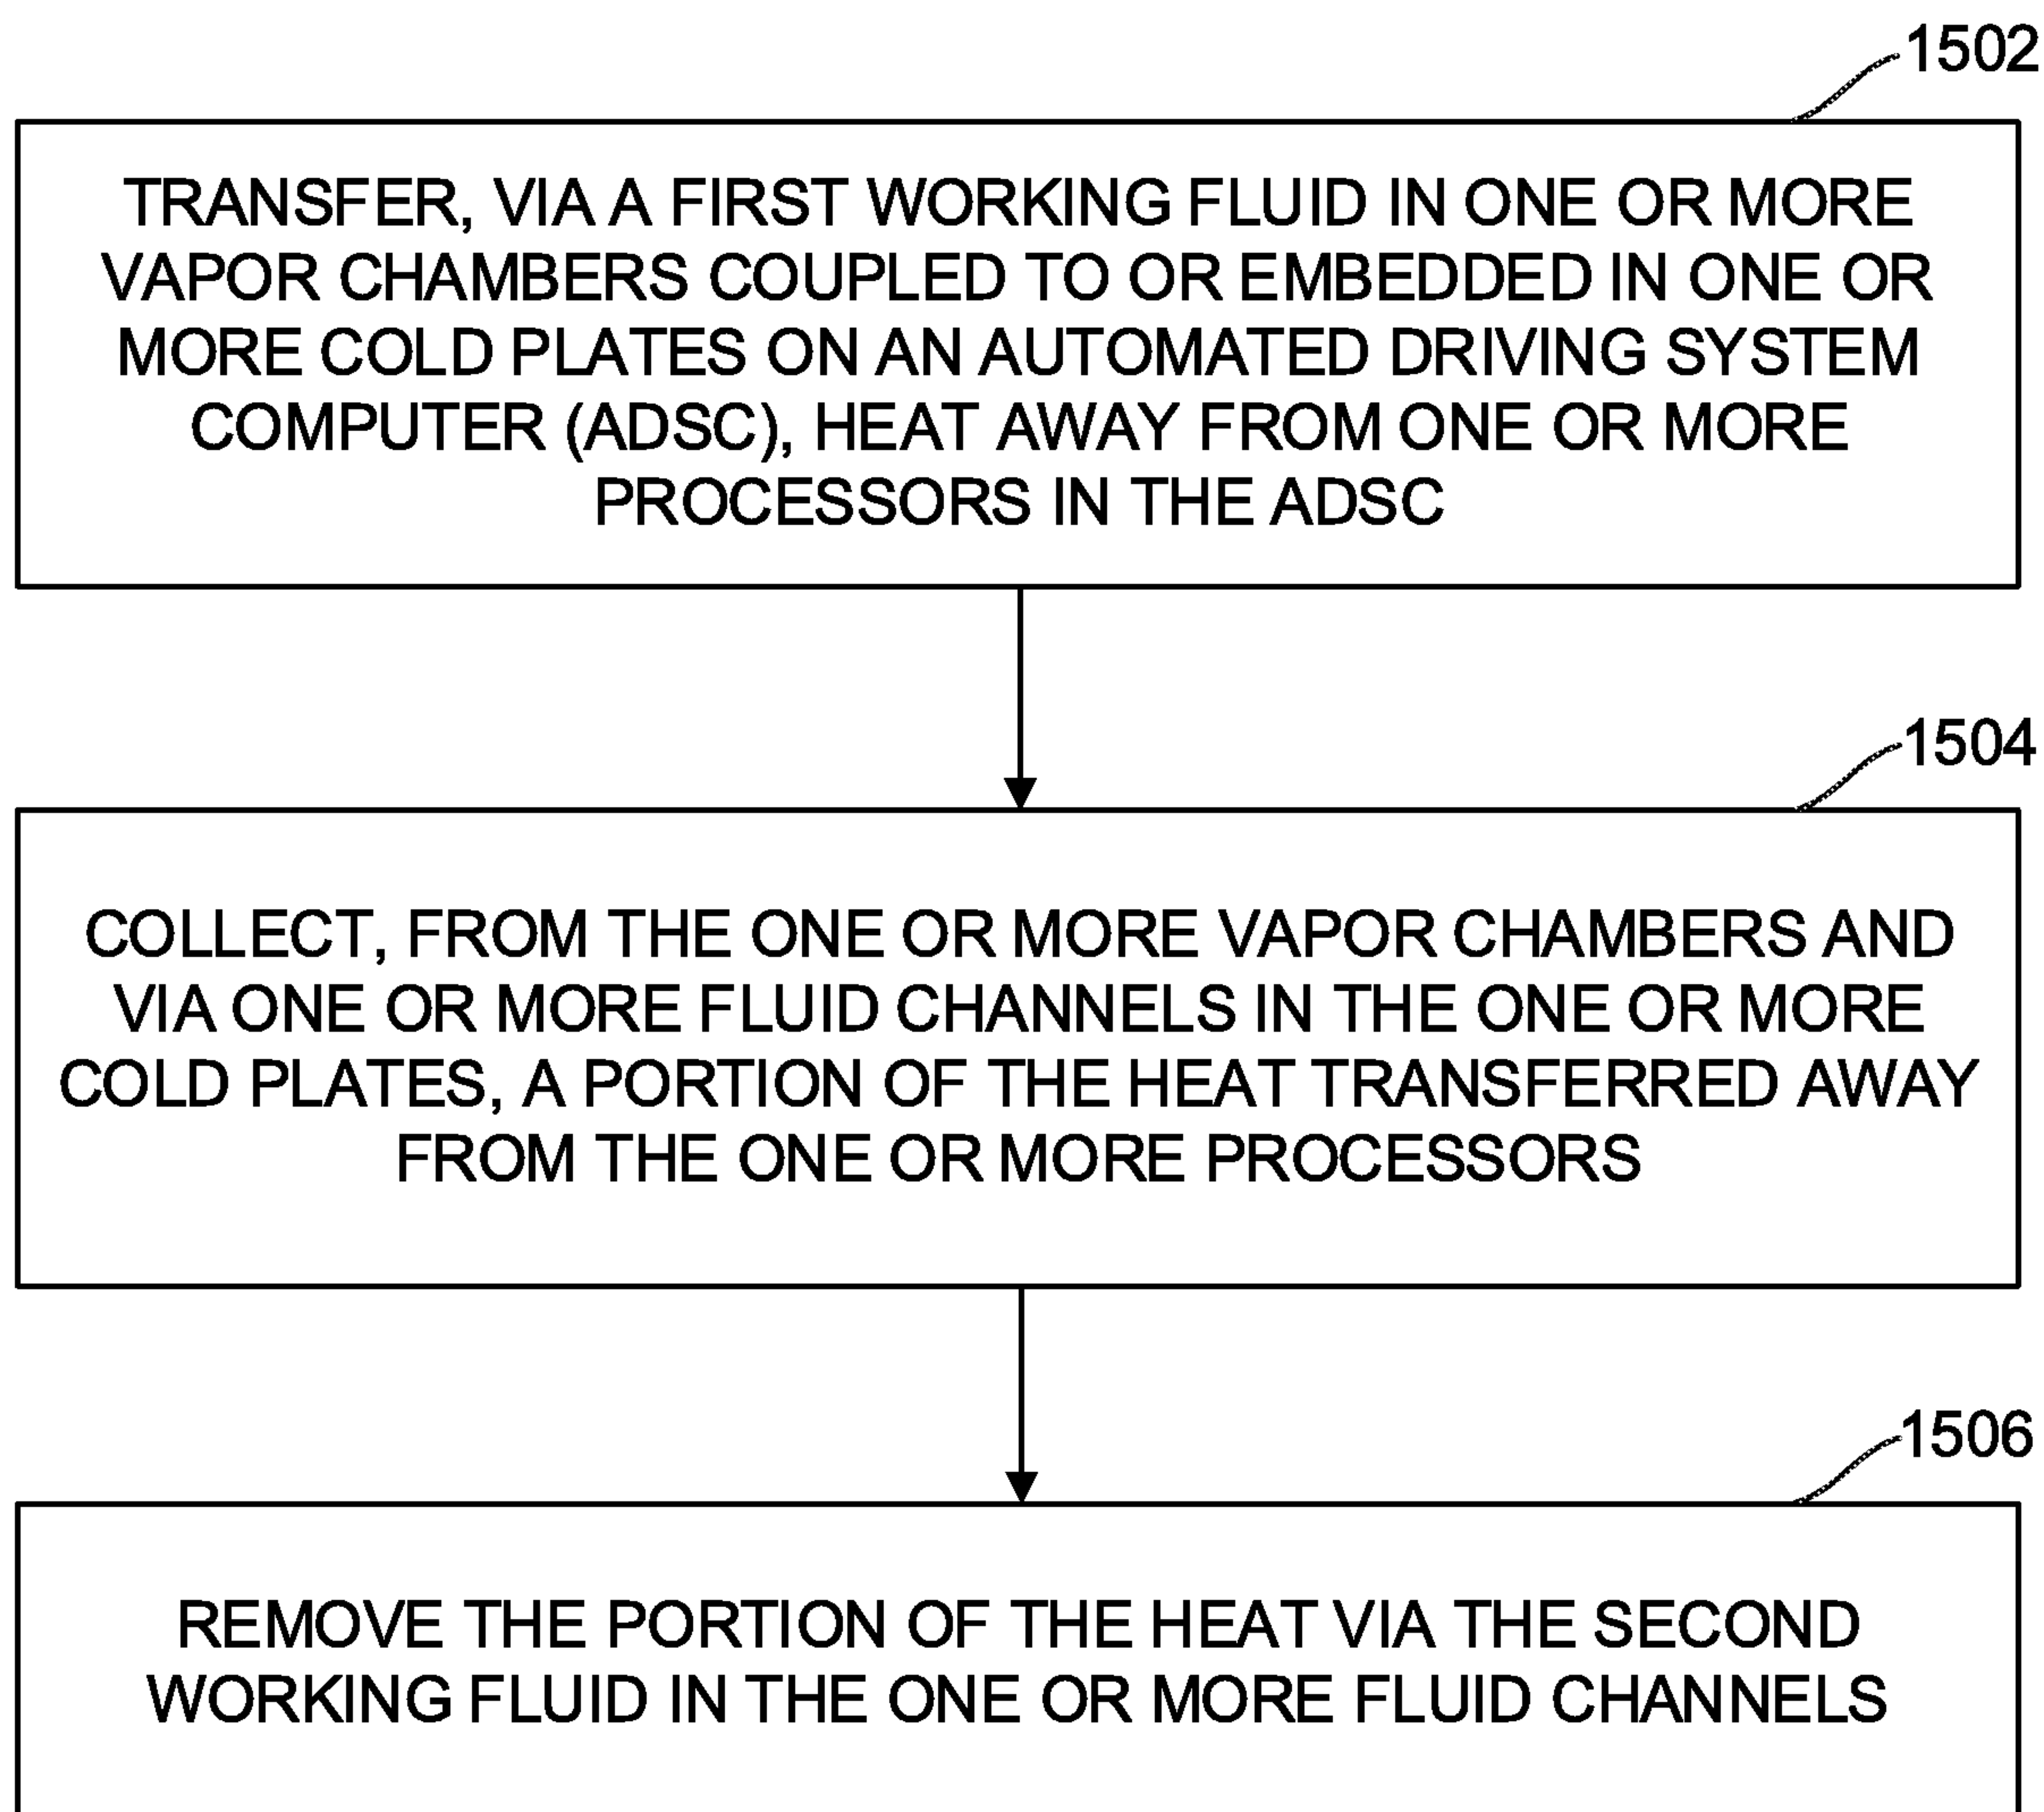 1502
TRANSFER, VIA A FIRST WORKING FLUID IN ONE OR MORE
VAPOR CHAMBERS COUPLED TO OR EMBEDDED IN ONE OR
MORE COLD PLATES ON AN AUTOMATED DRIVING SYSTEM
COMPUTER (ADSC), HEAT AWAY FROM ONE OR MORE
PROCESSORS IN THE ADSC
1504
COLLECT, FROM THE ONE OR MORE VAPOR CHAMBERS AND
VIA ONE OR MORE FLUID CHANNELS IN THE ONE OR MORE
COLD PLATES, A PORTION OF THE HEAT TRANSFERRED AWAY
FROM THE ONE OR MORE PROCESSORS
1506
REMOVE THE PORTION OF THE HEAT VIA THE SECOND
WORKING FLUID IN THE ONE OR MORE FLUID CHANNELS